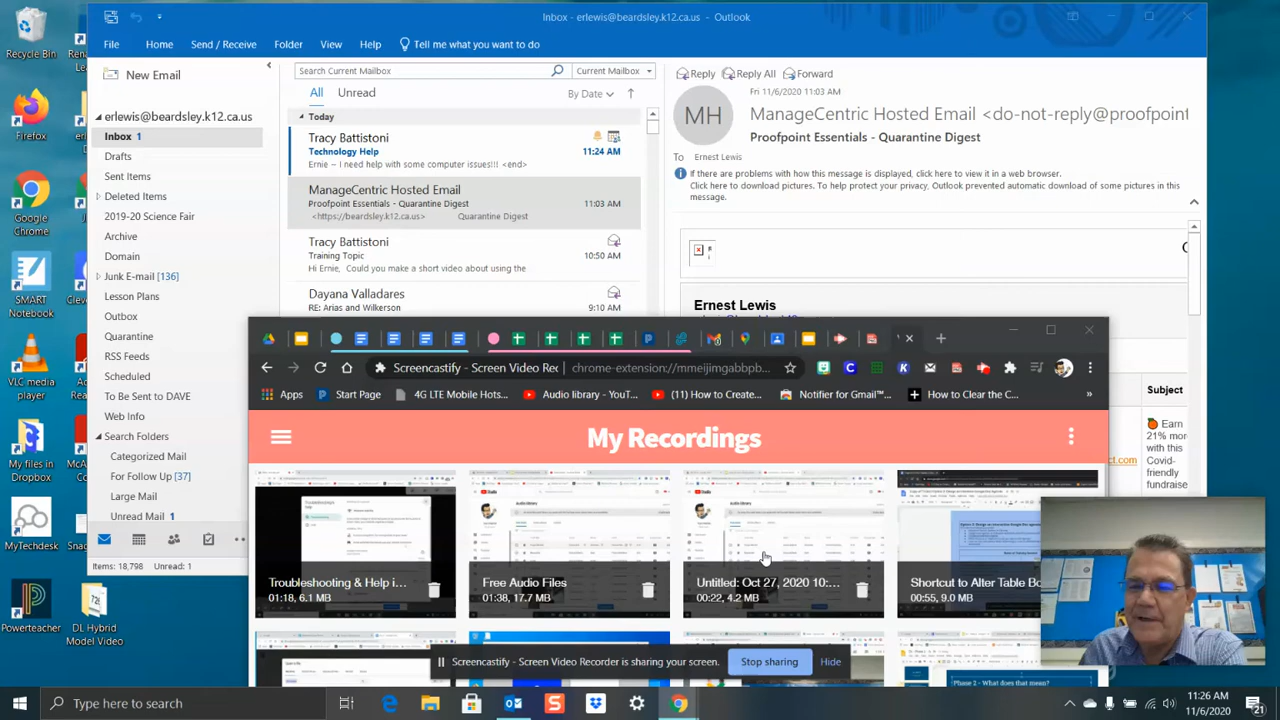 Inbox - erlewis@beardsley.k12.ca.us - Outlook
File Home Send / Receive Folder View Help Tell me what you want to do
New Email
Search Current Mailbox Current Mailbox
Reply Reply All Forward
All Unread By Date
erlewis@beardsley.k12.ca.us
Inbox 1
Drafts
Sent Items
Deleted Items
2019-20 Science Fair
Archive
Domain
Junk E-mail [136]
Lesson Plans
Outbox
Quarantine
RSS Feeds
Scheduled
To Be Sent to DAVE
Web Info
Search Folders
Categorized Mail
For Follow Up [37]
Large Mail
Unread Mail 1
Items: 18,798 Unread: 1
Today
Tracy Battistoni
Technology Help 11:24 AM
Ernie -- I need help with some computer issues!!! <end>
ManageCentric Hosted Email
Proofpoint Essentials - Quarantine Digest 11:03 AM
<https://beardsley.k12.ca.us> Quarantine Digest
Tracy Battistoni
Training Topic 10:50 AM
Hi Ernie, Could you make a short video about using the
Dayana Valladares
RE: Arias and Wilkerson 9:10 AM
Fri 11/6/2020 11:03 AM
MH
ManageCentric Hosted Email <do-not-reply@proofpoint
Proofpoint Essentials - Quarantine Digest
To Ernest Lewis
If there are problems with how this message is displayed, click here to view it in a web browser.
Click here to download pictures. To help protect your privacy, Outlook prevented automatic download of some pictures in this
message.
Ernest Lewis
Subject
Earn
21% more
with this
Covid-
friendly
fundraise
Recycle Bin
Firefox
Google
Chrome
SMART
Notebook
VLC media
player
My files in
Dropbox
MyTechDe
Powerteacher
DL Hybrid
Model Video
Screencastify - Screen Video Rec chrome-extension://mmeijimgabbpb...
Apps Start Page 4G LTE Mobile Hots... Audio library - YouT... (11) How to Create... Notifier for Gmail™... How to Clear the C... »
My Recordings
Troubleshooting & Help i...
01:18, 6.1 MB
Free Audio Files
01:38, 17.7 MB
Untitled: Oct 27, 2020 10:...
00:22, 4.2 MB
Shortcut to Alter Table Bo
00:55, 9.0 MB
Audio library
Audio library
Phase 2 - What does that mean?
Screencastify - Screen Video Recorder is sharing your screen. Stop sharing Hide
Type here to search
11:26 AM
11/6/2020
21